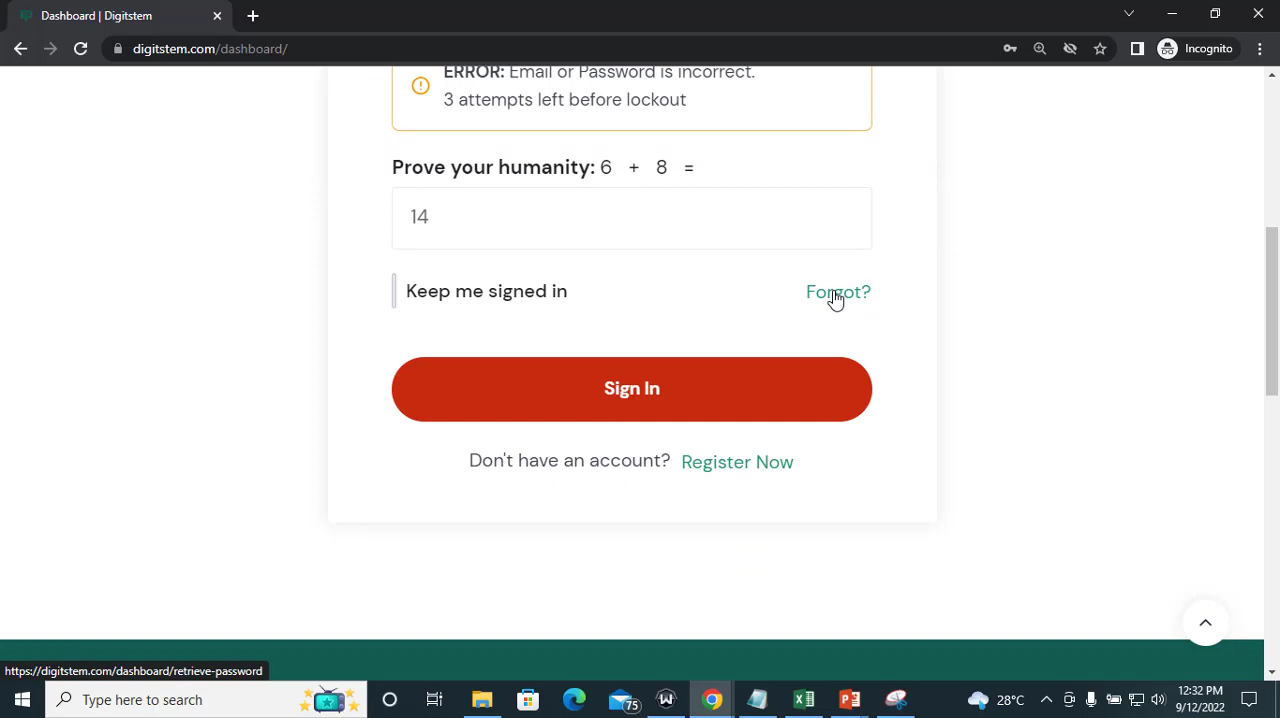 Dashboard | Digitstem
digitstem.com/dashboard/
Incognito
ERROR: Email or Password is incorrect.
3 attempts left before lockout
Prove your humanity: 6 + 8 =
14
Keep me signed in
Forgot?
Sign In
Don't have an account? Register Now
https://digitstem.com/dashboard/retrieve-password
Type here to search
75
28°C
12:32 PM
9/12/2022